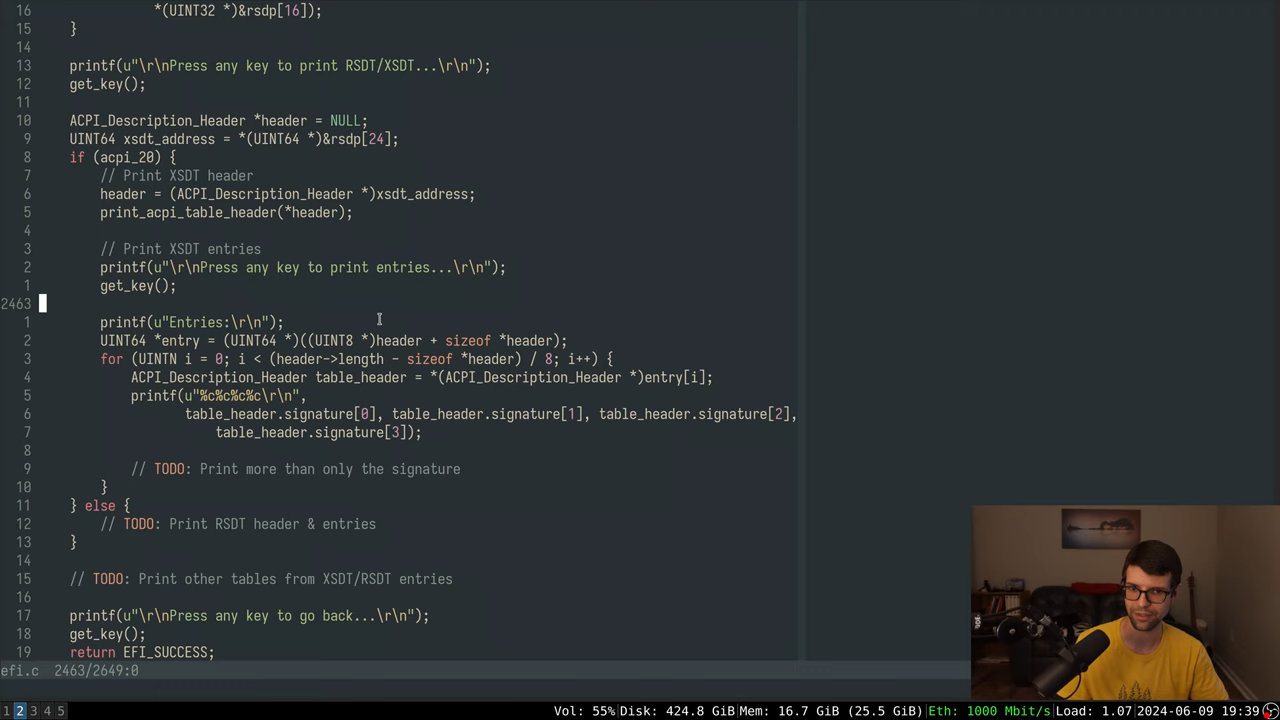 16                 *(UINT32 *)&rsdp[16]);
15     }
14
13     printf(u"\r\nPress any key to print RSDT/XSDT...\r\n");
12     get_key();
11
10     ACPI_Description_Header *header = NULL;
9     UINT64 xsdt_address = *(UINT64 *)&rsdp[24];
8     if (acpi_20) {
7         // Print XSDT header
6         header = (ACPI_Description_Header *)xsdt_address;
5         print_acpi_table_header(*header);
4
3         // Print XSDT entries
2         printf(u"\r\nPress any key to print entries...\r\n");
1         get_key();
2463
1         printf(u"Entries:\r\n");
2         UINT64 *entry = (UINT64 *)((UINT8 *)header + sizeof *header);
3         for (UINTN i = 0; i < (header->length - sizeof *header) / 8; i++) {
4             ACPI_Description_Header table_header = *(ACPI_Description_Header *)entry[i];
5             printf(u"%c%c%c%c\r\n",
6                    table_header.signature[0], table_header.signature[1], table_header.signature[2],
7                        table_header.signature[3]);
8
9             // TODO: Print more than only the signature
10         }
11     } else {
12         // TODO: Print RSDT header & entries
13     }
14
15     // TODO: Print other tables from XSDT/RSDT entries
16
17     printf(u"\r\nPress any key to go back...\r\n");
18     get_key();
19     return EFI_SUCCESS;
efi.c  2463/2649:0
1 2 3 4 5 Vol: 55% Disk: 424.8 GiB Mem: 16.7 GiB (25.5 GiB) Eth: 1000 Mbit/s Load: 1.07 2024-06-09 19:39